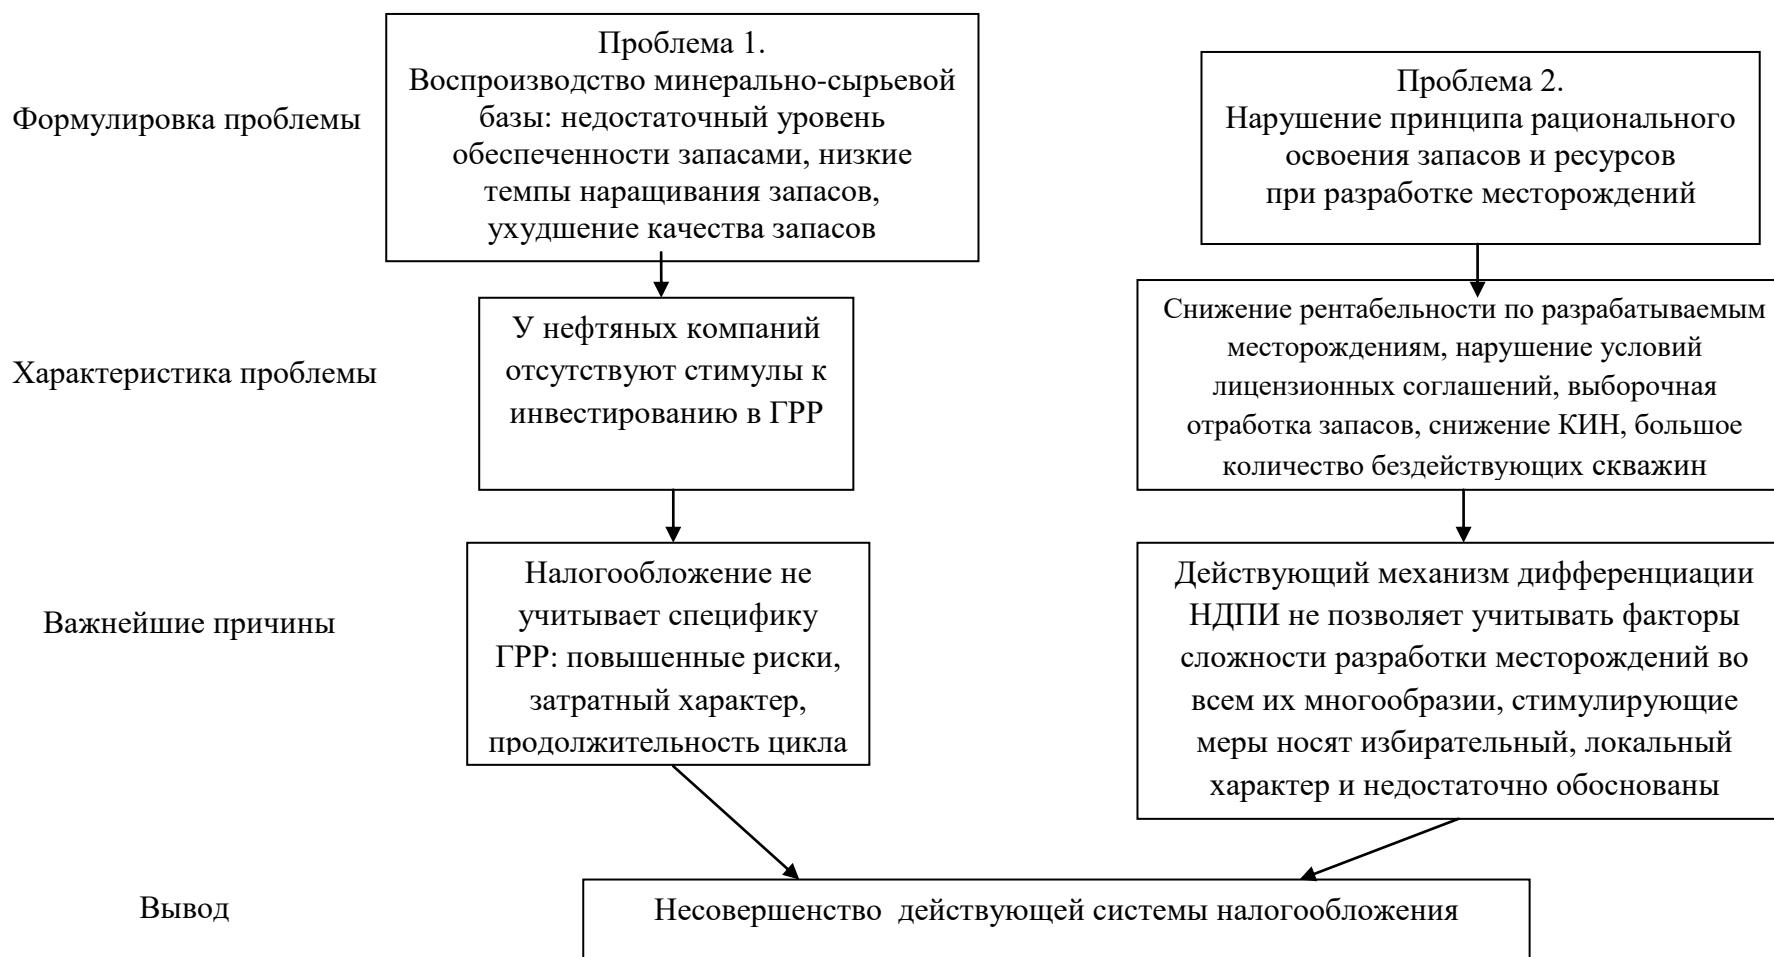 Формулировка проблемы
Проблема 1.
Воспроизводство минерально-сырьевой
базы: недостаточный уровень
обеспеченности запасами, низкие
темпы наращивания запасов,
ухудшение качества запасов
Проблема 2.
Нарушение принципа рационального
освоения запасов и ресурсов
при разработке месторождений
Характеристика проблемы
У нефтяных компаний
отсутствуют стимулы к
инвестированию в ГРР
Снижение рентабельности по разрабатываемым
месторождениям, нарушение условий
лицензионных соглашений, выборочная
отработка запасов, снижение КИН, большое
количество бездействующих скважин
Важнейшие причины
Налогообложение не
учитывает специфику
ГРР: повышенные риски,
затратный характер,
продолжительность цикла
Действующий механизм дифференциации
НДПИ не позволяет учитывать факторы
сложности разработки месторождений во
всем их многообразии, стимулирующие
меры носят избирательный, локальный
характер и недостаточно обоснованы
Вывод
Несовершенство действующей системы налогообложения